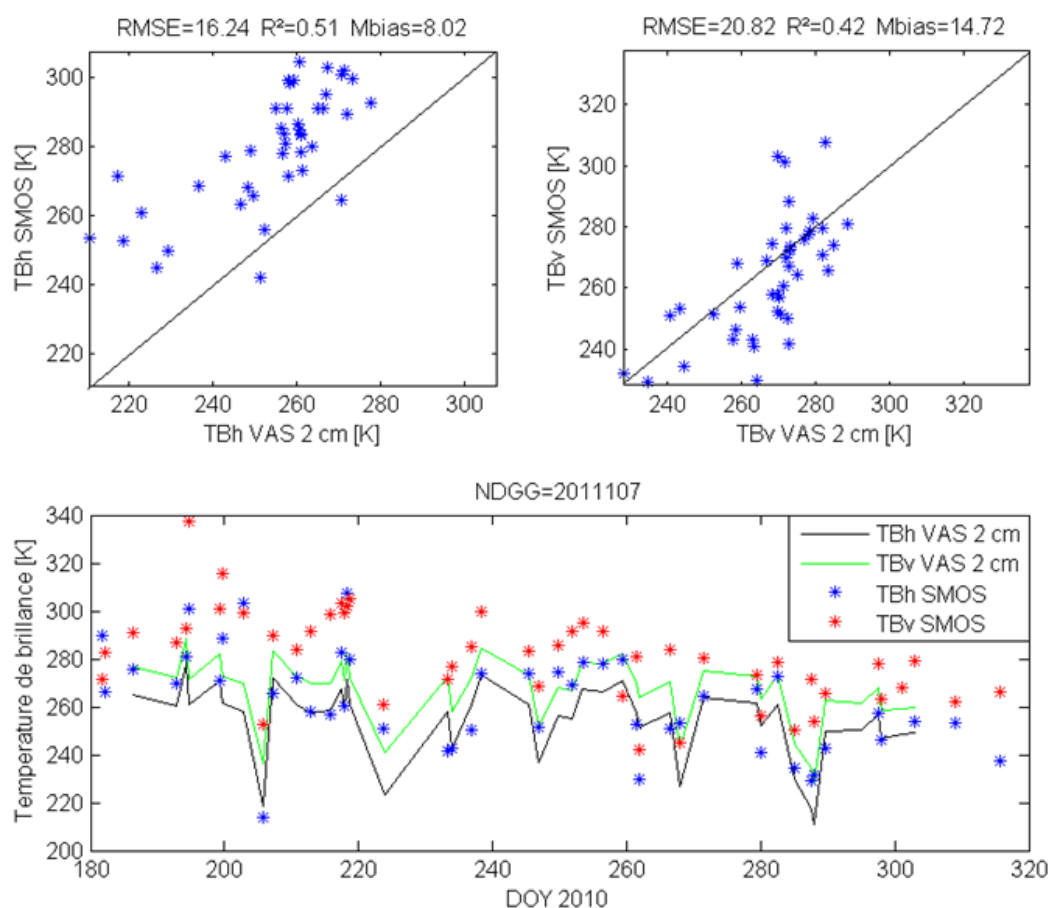 RMSE=16.24 R²=0.51 Mbias=8.02
300
280
260
240
220
TBh SMOS [K]
220 240 260 280 300
TBh VAS 2 cm [K]
RMSE=20.82 R²=0.42 Mbias=14.72
320
300
280
260
240
TBv SMOS [K]
240 260 280 300 320
TBv VAS 2 cm [K]
NDGG=2011107
340
320
300
280
260
240
220
200
Temperature de brillance [K]
TBh VAS 2 cm
TBv VAS 2 cm
TBh SMOS
TBv SMOS
180 200 220 240 260 280 300 320
DOY 2010